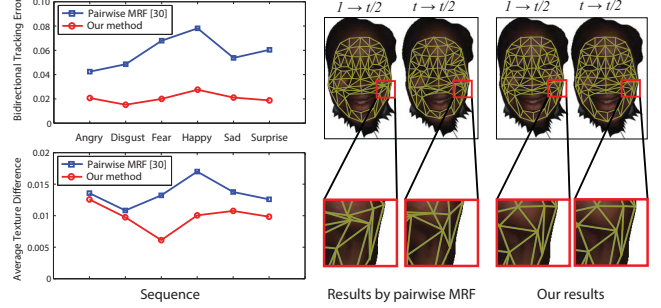 Bidirectional Tracking Error
0.10
0.08
0.06
0.04
0.02
0
Pairwise MRF [30]
Our method
Angry Disgust Fear Happy Sad Surprise
Average Texture Difference
0.02
0.015
0.01
0.005
0
Pairwise MRF [30]
Our method
Sequence
1 → t/2 t → t/2
1 → t/2 t → t/2
Results by pairwise MRF
Our results